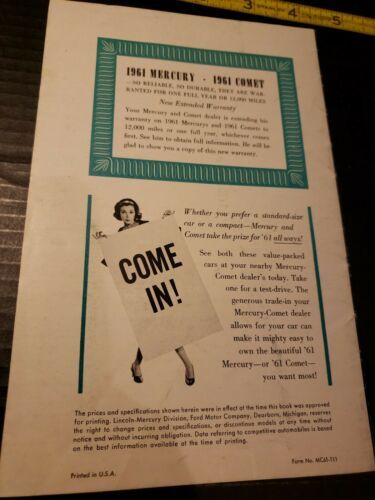 3 4 5
1961 MERCURY · 1961 COMET
—SO RELIABLE, SO DURABLE, THEY ARE WAR-
RANTED FOR ONE FULL YEAR OR 12,000 MILES
New Extended Warranty
Your Mercury and Comet dealer is extending his
warranty on 1961 Mercurys and 1961 Comets to
12,000 miles or one full year, whichever comes
first. See him to obtain full information. He will be
glad to show you a copy of this new warranty.
Whether you prefer a standard-size
car or a compact—Mercury and
Comet take the prize for '61 all ways!
COME
IN!
See both these value-packed
cars at your nearby Mercury-
Comet dealer's today. Take
one for a test-drive. The
generous trade-in your
Mercury-Comet dealer
allows for your car can
make it mighty easy to
own the beautiful '61
Mercury—or '61 Comet—
you want most!
The prices and specifications shown herein were in effect at the time this book was approved
for printing. Lincoln-Mercury Division, Ford Motor Company, Dearborn, Michigan, reserves
the right to change prices and specifications, or discontinue models at any time without
notice and without incurring obligation. Data referring to competitive automobiles is based
on the best information available at the time of printing.
Printed in U.S.A.
Form No. MC61-111